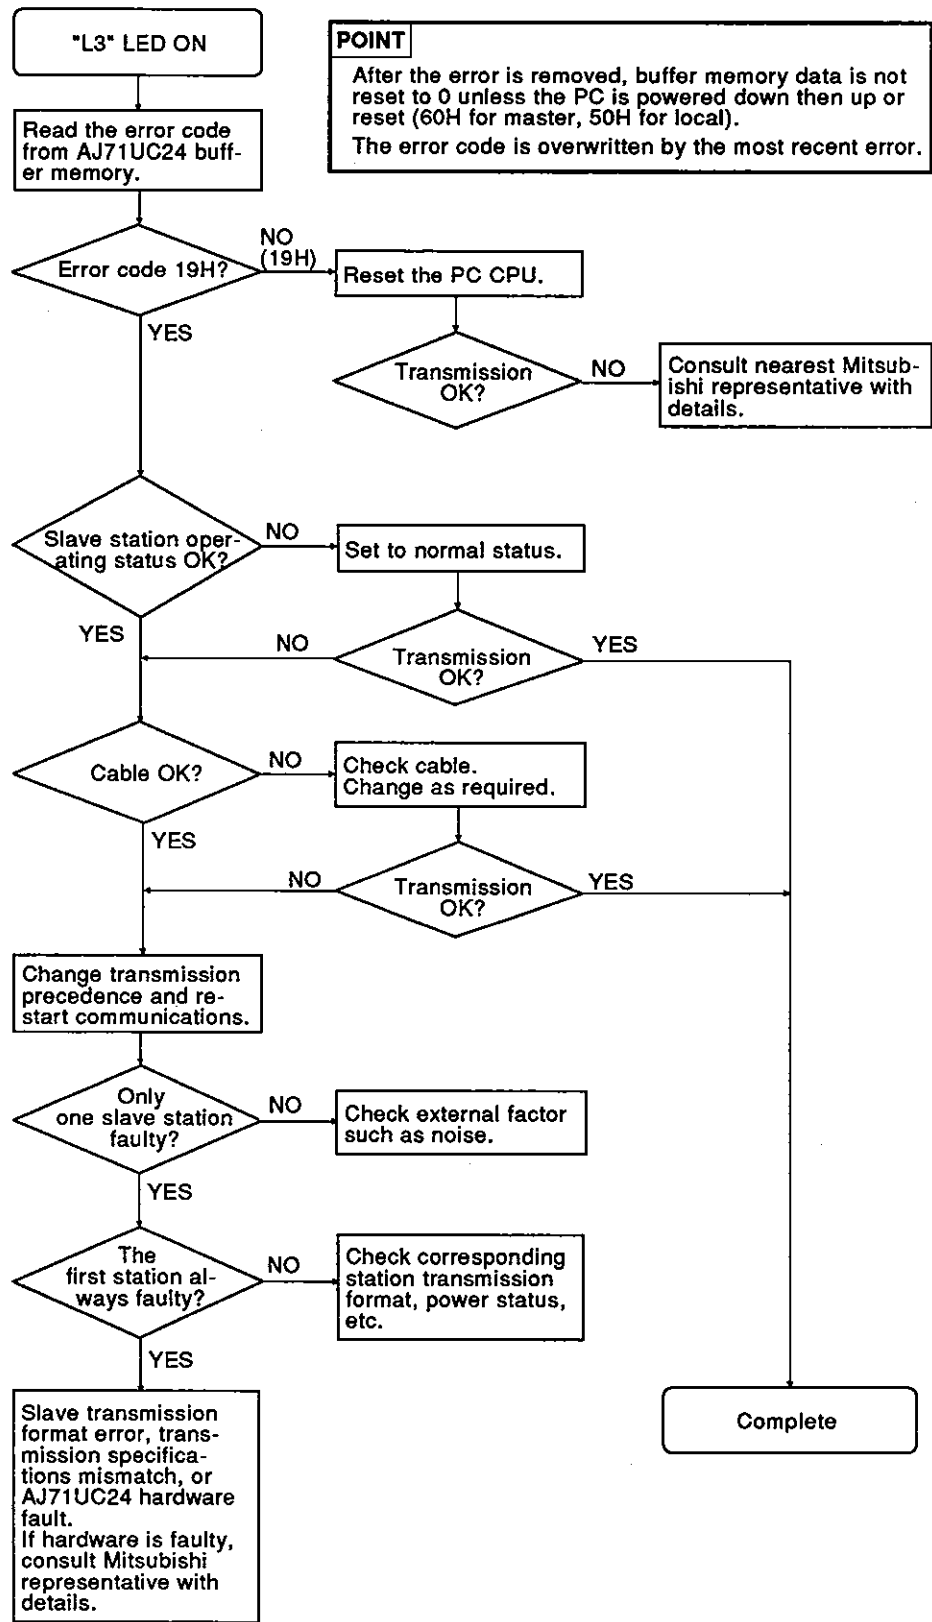 "L3" LED ON
POINT
After the error is removed, buffer memory data is not
reset to 0 unless the PC is powered down then up or
reset (60H for master, 50H for local).
The error code is overwritten by the most recent error.
Read the error code
from AJ71UC24 buff-
er memory.
Error code 19H?
NO
(19H)
YES
Reset the PC CPU.
Transmission
OK?
NO
Consult nearest Mitsub-
ishi representative with
details.
Slave station oper-
ating status OK?
NO
YES
Set to normal status.
Transmission
OK?
NO
YES
Cable OK?
NO
YES
Check cable.
Change as required.
Transmission
OK?
NO
YES
Change transmission
precedence and re-
start communications.
Only
one slave station
faulty?
NO
YES
Check external factor
such as noise.
The
first station al-
ways faulty?
NO
YES
Check corresponding
station transmission
format, power status,
etc.
Slave transmission
format error, trans-
mission specifica-
tions mismatch, or
AJ71UC24 hardware
fault.
If hardware is faulty,
consult Mitsubishi
representative with
details.
Complete